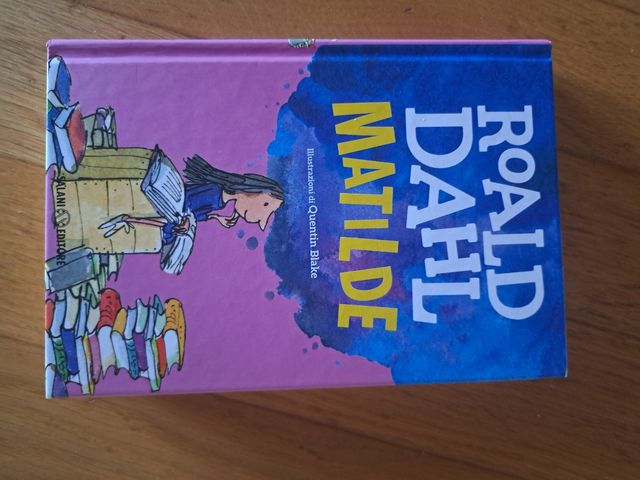 ROALD
DAHL
MATILDE
Illustrazioni di Quentin Blake
SALANI EDITORE